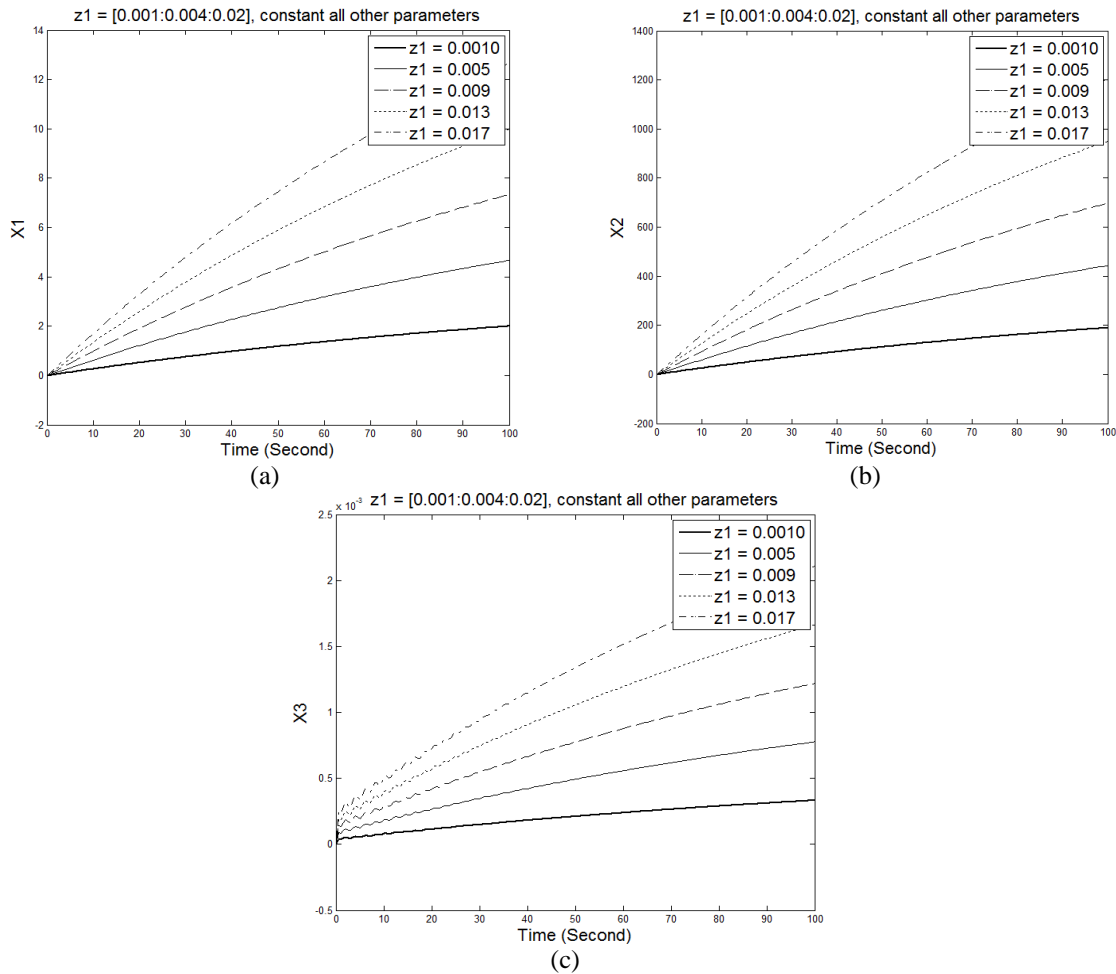 z1 = [0.001:0.004:0.02], constant all other parameters
14
12
10
8
6
4
2
0
-2
X1
z1 = 0.0010
z1 = 0.005
z1 = 0.009
z1 = 0.013
z1 = 0.017
0 10 20 30 40 50 60 70 80 90 100
Time (Second)
(a)
z1 = [0.001:0.004:0.02], constant all other parameters
1400
1200
1000
800
600
400
200
0
-200
X2
z1 = 0.0010
z1 = 0.005
z1 = 0.009
z1 = 0.013
z1 = 0.017
0 10 20 30 40 50 60 70 80 90 100
Time (Second)
(b)
z1 = [0.001:0.004:0.02], constant all other parameters
x 10^-3
2.5
2
1.5
1
0.5
0
-0.5
X3
z1 = 0.0010
z1 = 0.005
z1 = 0.009
z1 = 0.013
z1 = 0.017
0 10 20 30 40 50 60 70 80 90 100
Time (Second)
(c)